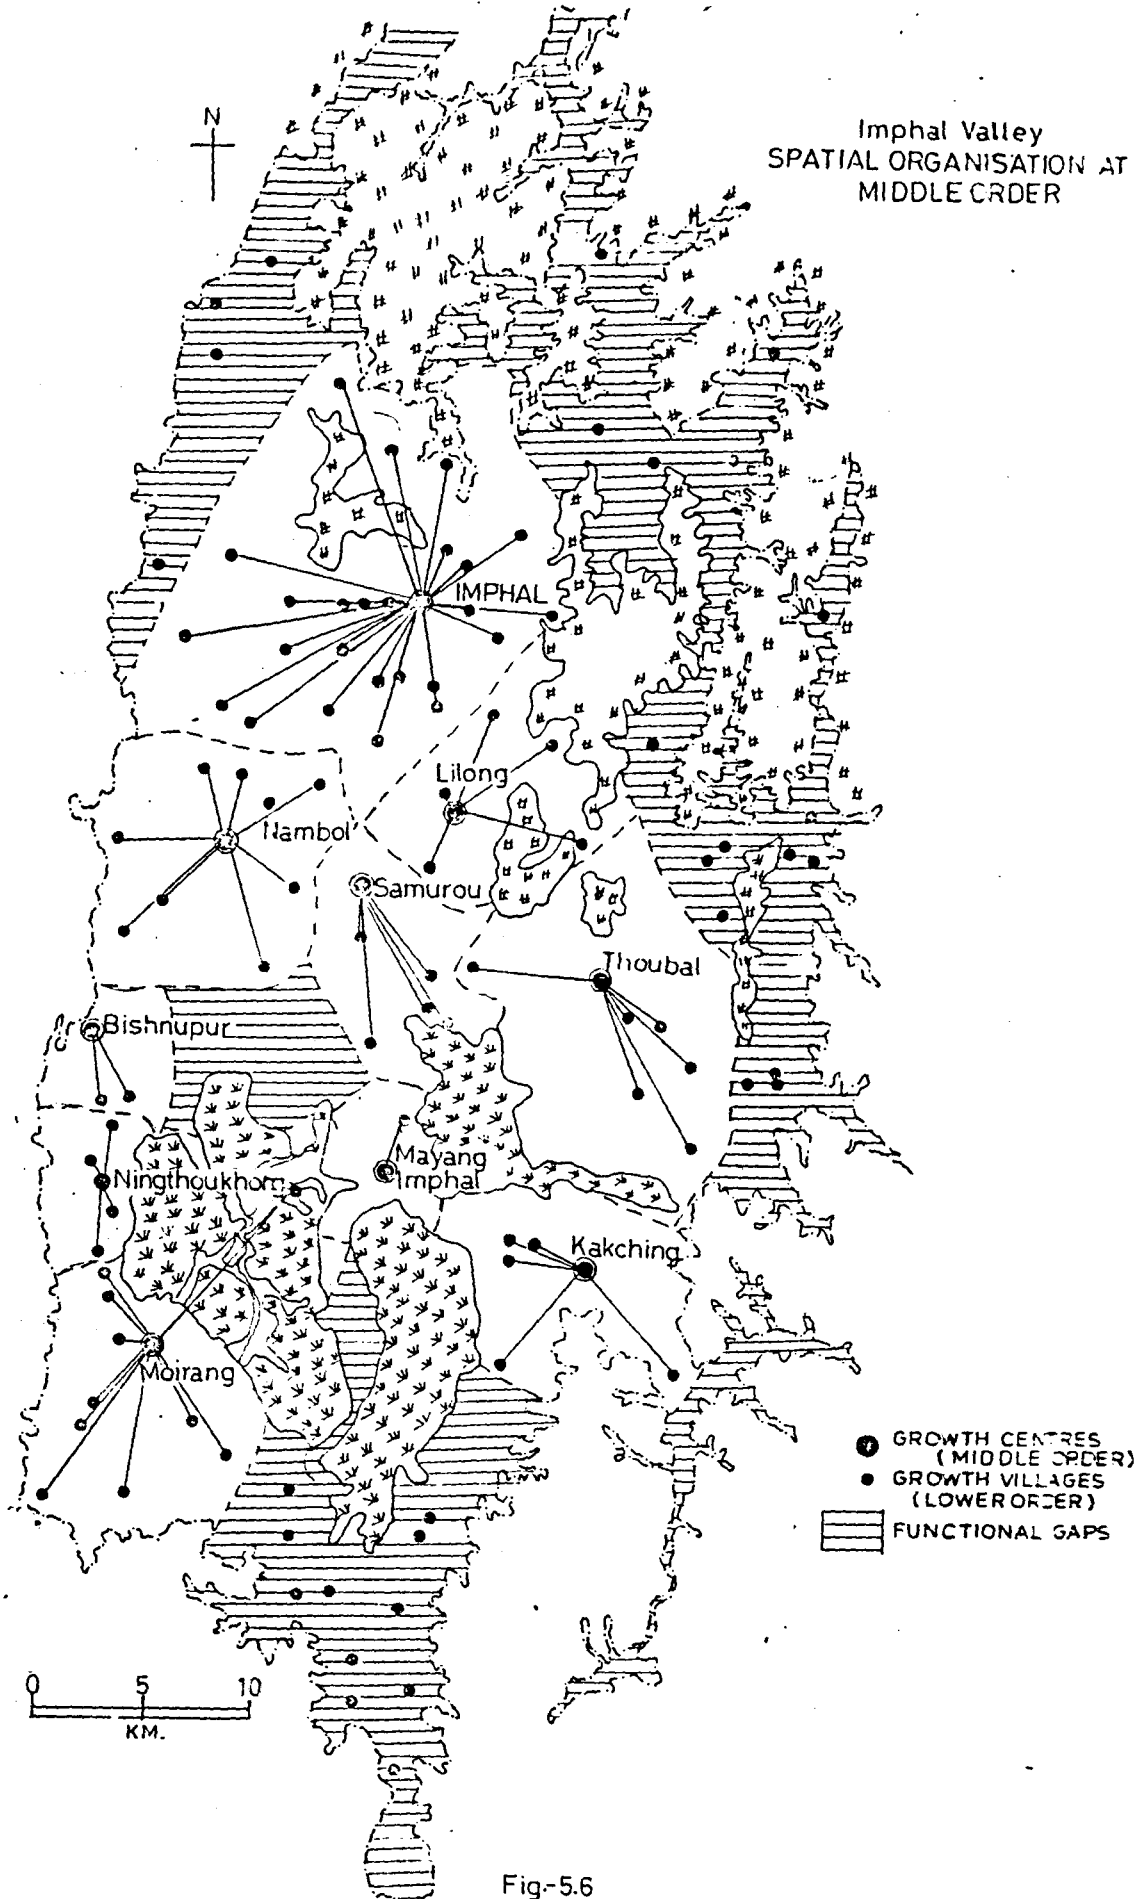 N
Imphal Valley
SPATIAL ORGANISATION AT
MIDDLE ORDER
IMPHAL
Lilong
Nambol
Samurou
Thoubal
Bishnupur
Mayang
Imphal
Ningthoukhom
Kakching
Moirang
GROWTH CENTRES
(MIDDLE ORDER)
GROWTH VILLAGES
(LOWER ORDER)
FUNCTIONAL GAPS
0 5 10
KM.
Fig.-5.6